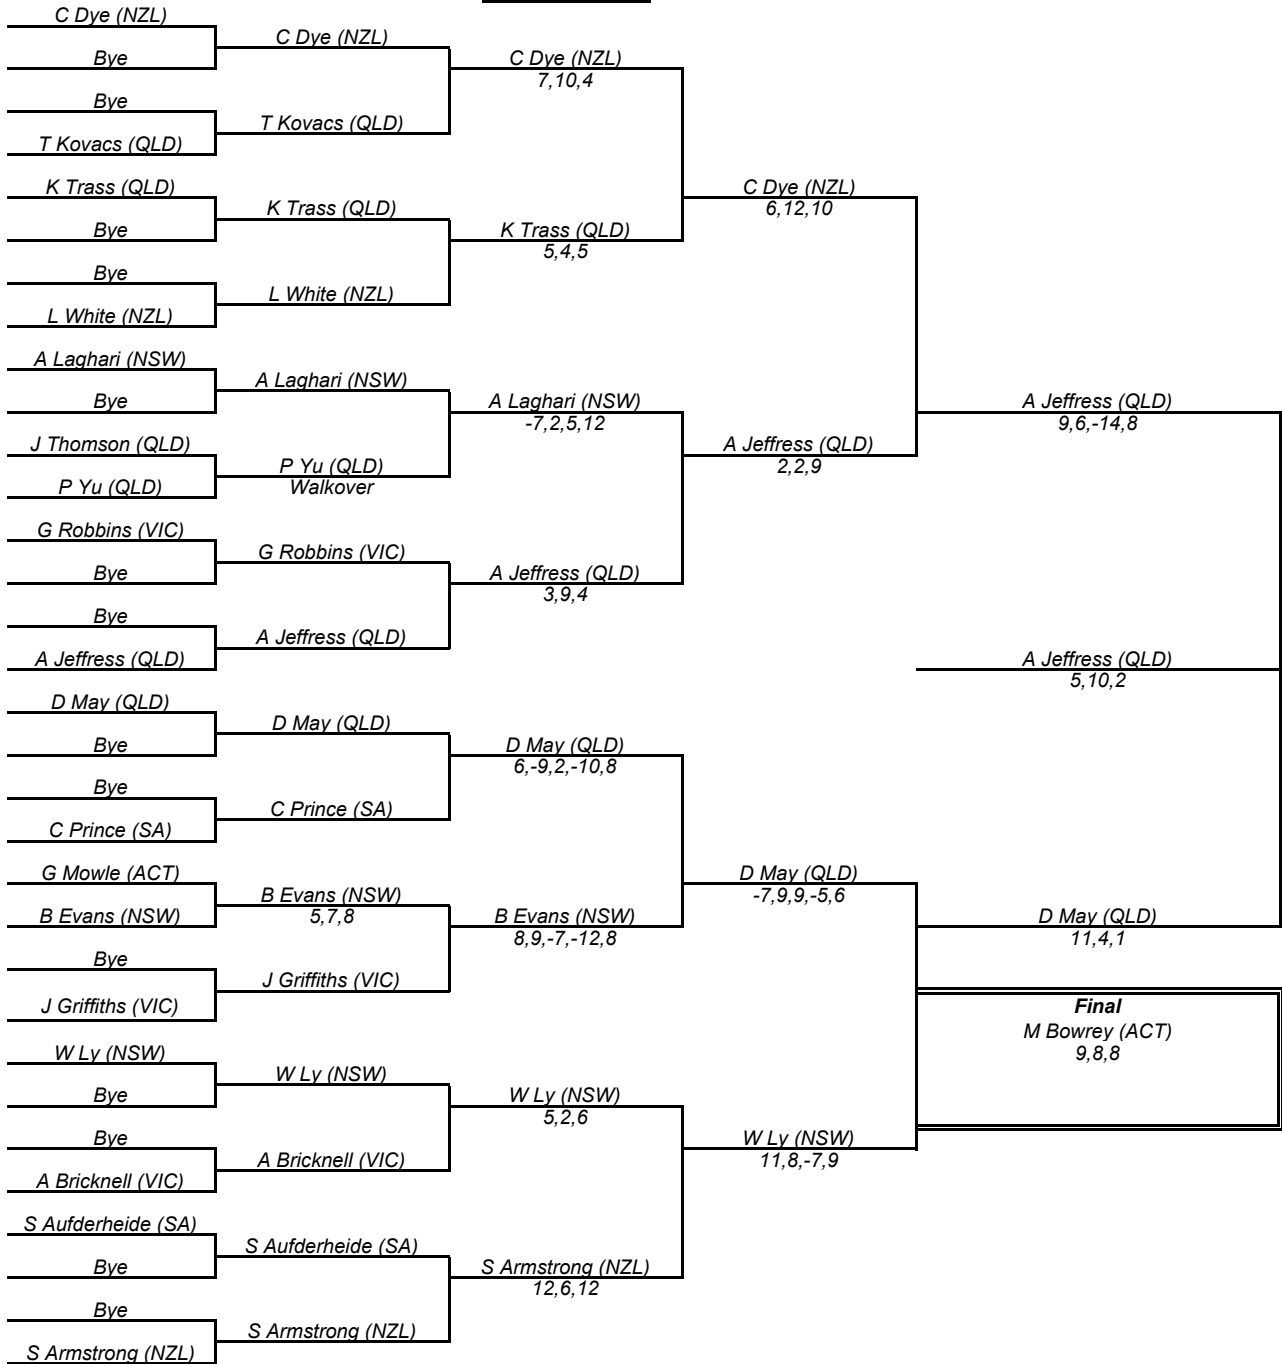 C Dye (NZL)
Bye
Bye
T Kovacs (QLD)
K Trass (QLD)
Bye
Bye
L White (NZL)
A Laghari (NSW)
Bye
J Thomson (QLD)
P Yu (QLD)
G Robbins (VIC)
Bye
Bye
A Jeffress (QLD)
D May (QLD)
Bye
Bye
C Prince (SA)
G Mowle (ACT)
B Evans (NSW)
Bye
J Griffiths (VIC)
W Ly (NSW)
Bye
Bye
A Bricknell (VIC)
S Aufderheide (SA)
Bye
Bye
S Armstrong (NZL)
C Dye (NZL)
T Kovacs (QLD)
K Trass (QLD)
L White (NZL)
A Laghari (NSW)
P Yu (QLD)
Walkover
G Robbins (VIC)
A Jeffress (QLD)
D May (QLD)
C Prince (SA)
B Evans (NSW)
5,7,8
J Griffiths (VIC)
W Ly (NSW)
A Bricknell (VIC)
S Aufderheide (SA)
S Armstrong (NZL)
C Dye (NZL)
7,10,4
K Trass (QLD)
5,4,5
A Laghari (NSW)
-7,2,5,12
A Jeffress (QLD)
3,9,4
D May (QLD)
6,-9,2,-10,8
B Evans (NSW)
8,9,-7,-12,8
W Ly (NSW)
5,2,6
S Armstrong (NZL)
12,6,12
C Dye (NZL)
6,12,10
A Jeffress (QLD)
2,2,9
D May (QLD)
-7,9,9,-5,6
W Ly (NSW)
11,8,-7,9
A Jeffress (QLD)
9,6,-14,8
A Jeffress (QLD)
5,10,2
D May (QLD)
11,4,1
Final
M Bowrey (ACT)
9,8,8